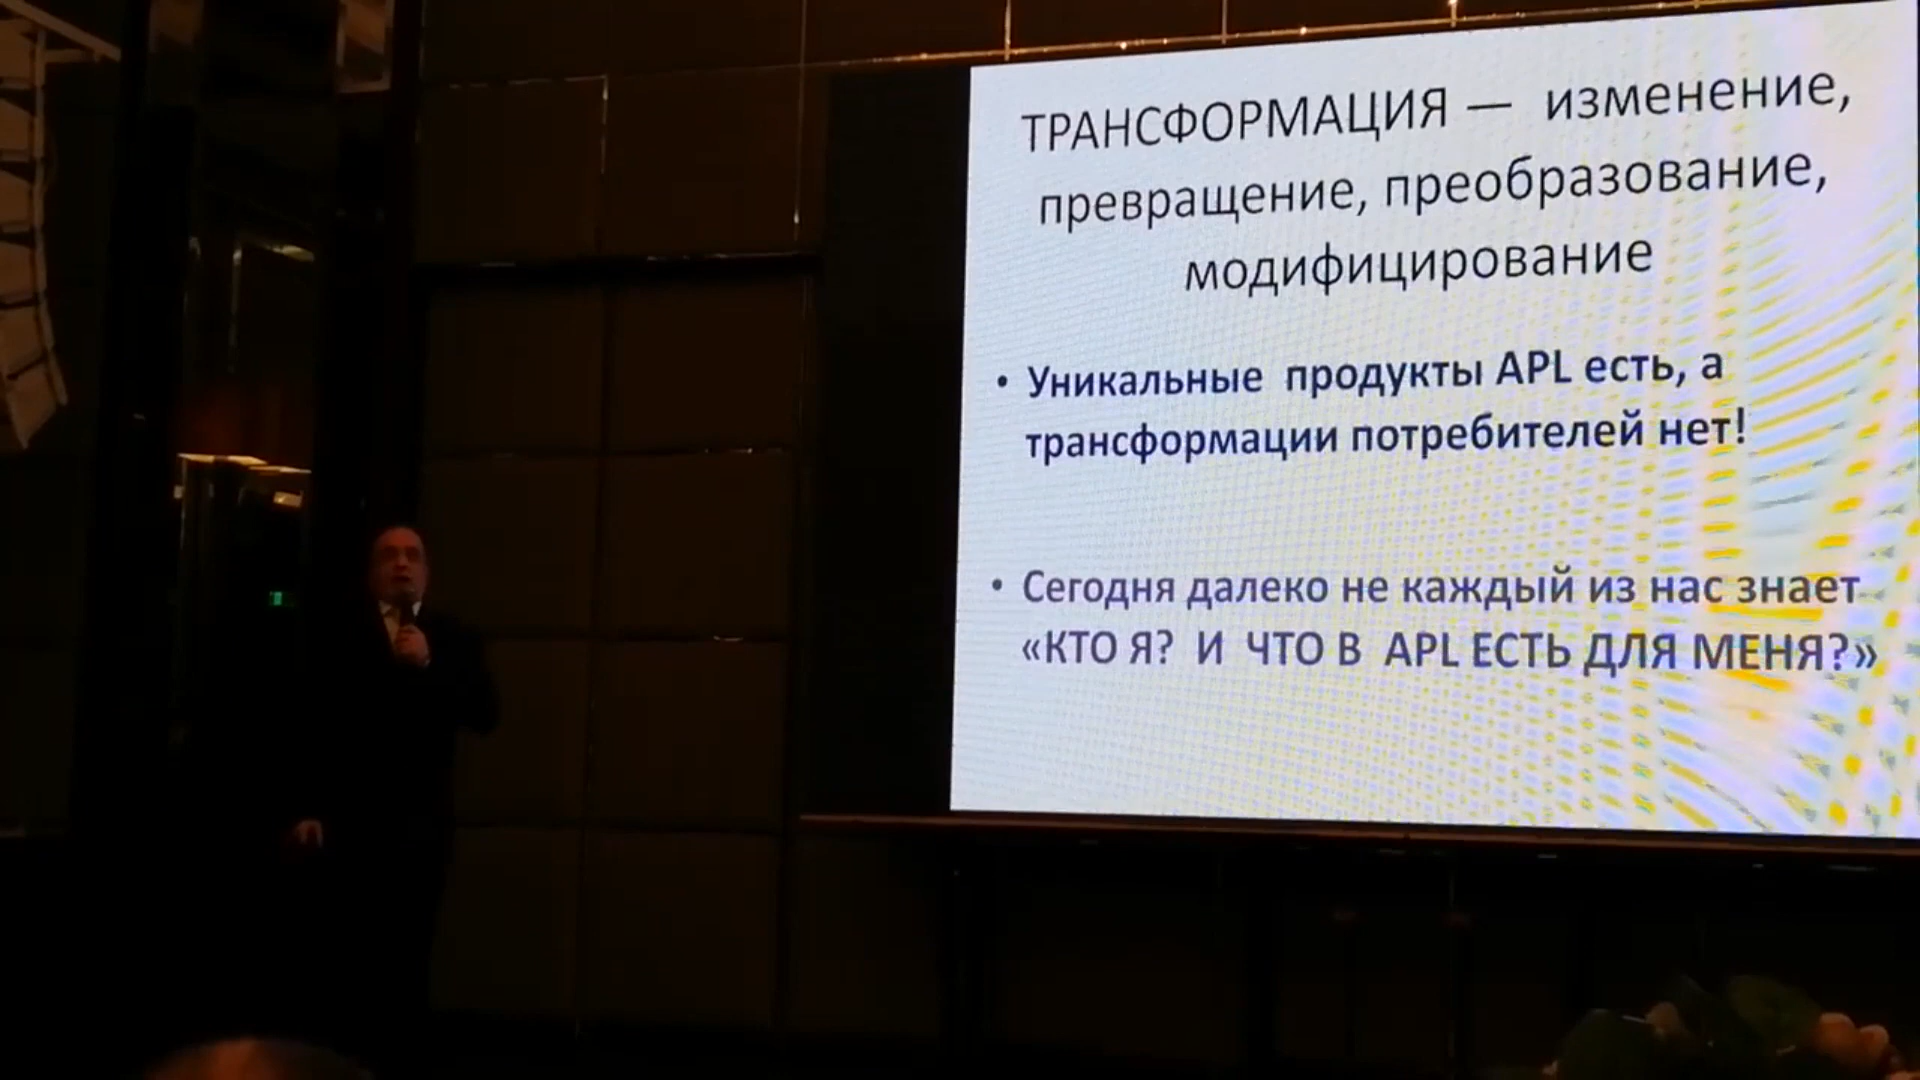 ТРАНСФОРМАЦИЯ — изменение,
превращение, преобразование,
модифицирование
• Уникальные продукты APL есть, а
трансформации потребителей нет!
• Сегодня далеко не каждый из нас знает
«КТО Я? И ЧТО В APL ЕСТЬ ДЛЯ МЕНЯ?»